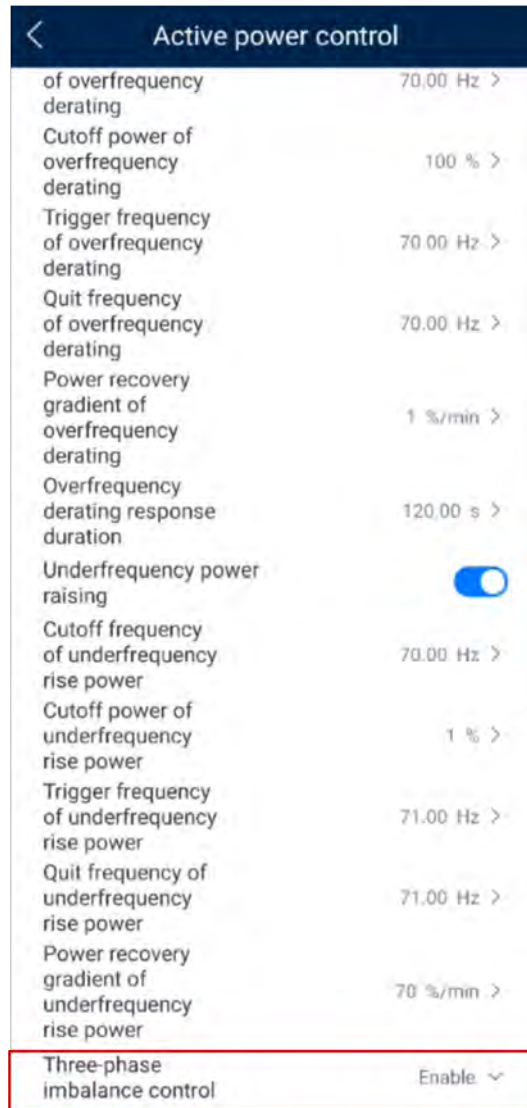 Active power control
of overfrequency
derating
70.00 Hz
Cutoff power of
overfrequency
derating
100 %
Trigger frequency
of overfrequency
derating
70.00 Hz
Quit frequency
of overfrequency
derating
70.00 Hz
Power recovery
gradient of
overfrequency
derating
1 %/min
Overfrequency
derating response
duration
120.00 s
Underfrequency power
raising
Cutoff frequency
of underfrequency
rise power
70.00 Hz
Cutoff power of
underfrequency
rise power
1 %
Trigger frequency
of underfrequency
rise power
71.00 Hz
Quit frequency of
underfrequency
rise power
71.00 Hz
Power recovery
gradient of
underfrequency
rise power
70 %/min
Three-phase
imbalance control
Enable